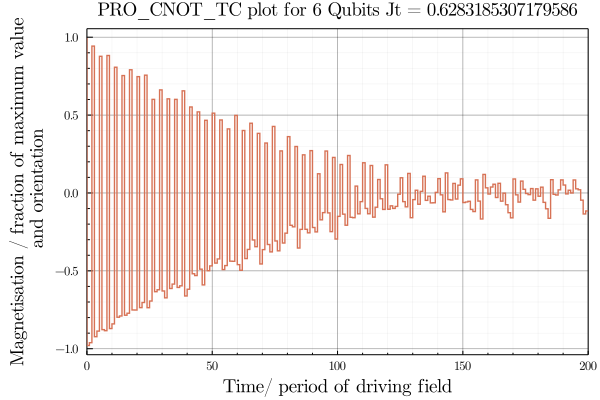 PRO_CNOT_TC plot for 6 Qubits Jt = 0.6283185307179586
Magnetisation / fraction of maximum value
and orientation
1.0
0.5
0.0
−0.5
−1.0
0
50
100
150
200
Time/ period of driving field